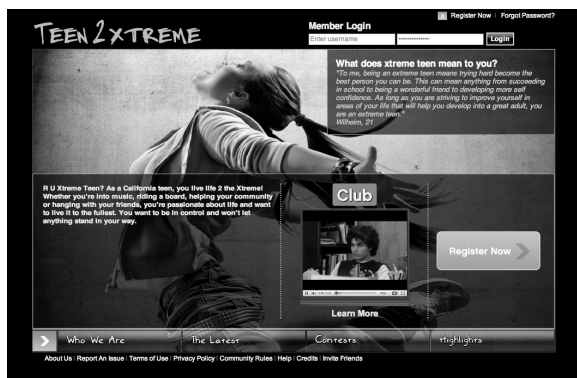 Register Now | Forgot Password?
TEEN 2 XTREME
Member Login
Enter username
Login
What does xtreme teen mean to you?
"To me, being an extreme teen means trying hard become the
best person you can be. This can mean anything from succeeding
in school to being a wonderful friend to developing more self
confidence. As long as you are striving to improve yourself in
areas of your life that will help you develop into a great adult, you
are an extreme teen."
Wilhelm, 21
R U Xtreme Teen? As a California teen, you live life 2 the Xtreme!
Whether you're into music, riding a board, helping your community
or hanging with your friends, you're passionate about life and want
to live it to the fullest. You want to be in control and won't let
anything stand in your way.
Club
Learn More
Register Now
Who We Are
The Latest
Contests
Highlights
About Us | Report An Issue | Terms of Use | Privacy Policy | Community Rules | Help | Credits | Invite Friends